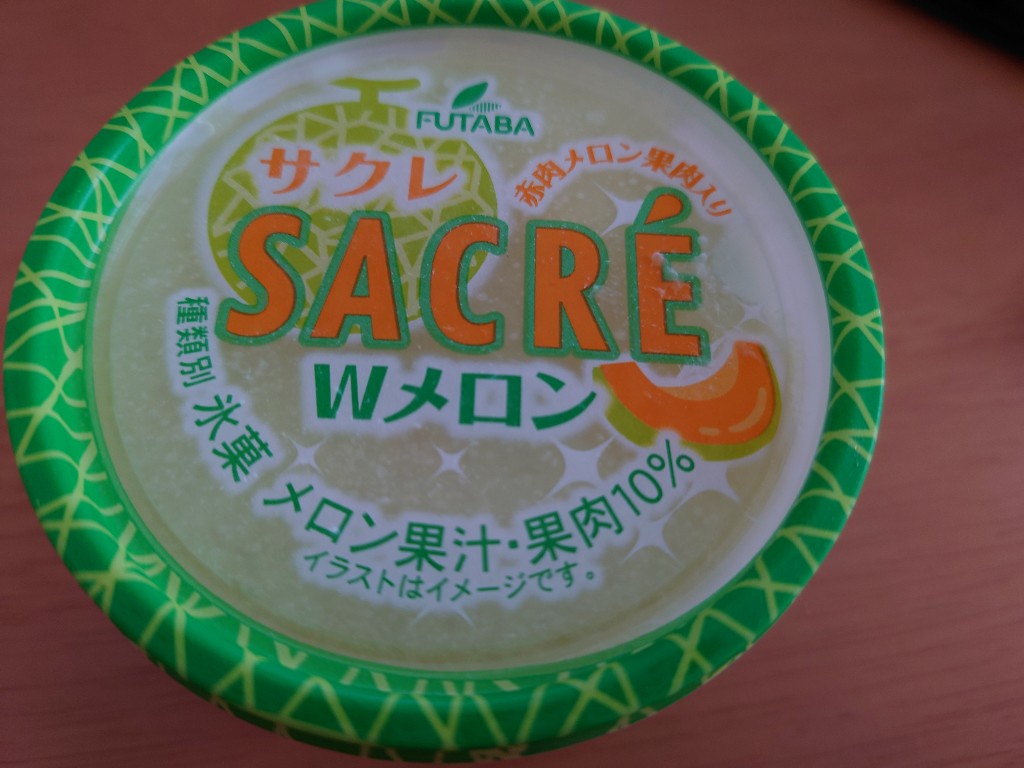 FUTABA
サクレ
赤肉メロン果肉入り
SACRÉ
Wメロン
種類別 氷菓 メロン果汁・果肉10%
イラストはイメージです。